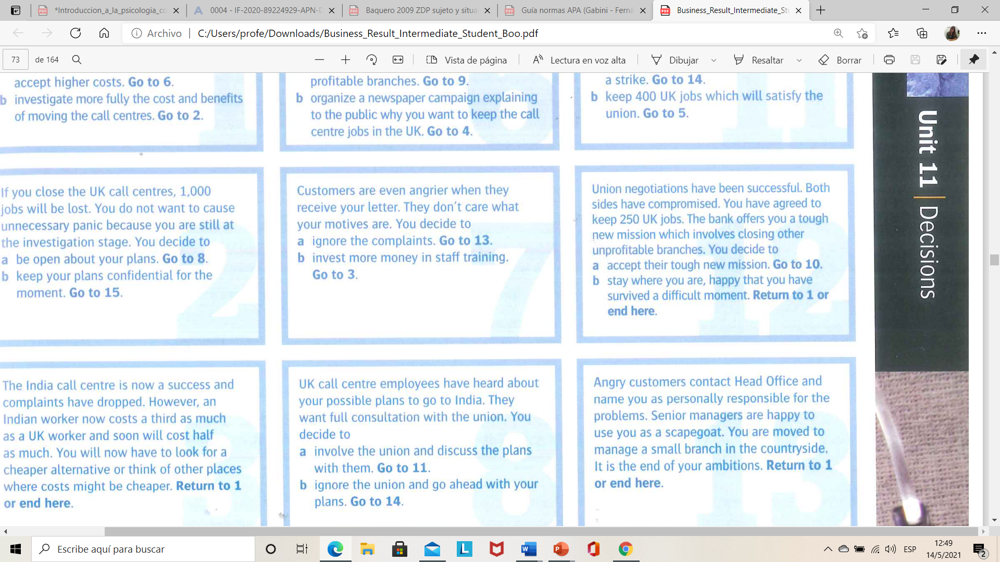 *Introduccion_a_la_psicologia_co
0004 - IF-2020-89224929-APN-D
Baquero 2009 ZDP sujeto y situa
Guía normas APA (Gabini - Ferna
Business_Result_Intermediate_Stu
Archivo
C:/Users/profe/Downloads/Business_Result_Intermediate_Student_Boo.pdf
73
de 164
Vista de página
Lectura en voz alta
Dibujar
Resaltar
Borrar
accept higher costs. Go to 6.
b investigate more fully the cost and benefits
of moving the call centres. Go to 2.
profitable branches. Go to 9.
b organize a newspaper campaign explaining
to the public why you want to keep the call
centre jobs in the UK. Go to 4.
a strike. Go to 14.
b keep 400 UK jobs which will satisfy the
union. Go to 5.
1
6
11
If you close the UK call centres, 1,000
jobs will be lost. You do not want to cause
unnecessary panic because you are still at
the investigation stage. You decide to
a be open about your plans. Go to 8.
b keep your plans confidential for the
moment. Go to 15.
2
Customers are even angrier when they
receive your letter. They don't care what
your motives are. You decide to
a ignore the complaints. Go to 13.
b invest more money in staff training.
Go to 3.
7
Union negotiations have been successful. Both
sides have compromised. You have agreed to
keep 250 UK jobs. The bank offers you a tough
new mission which involves closing other
unprofitable branches. You decide to
a accept their tough new mission. Go to 10.
b stay where you are, happy that you have
survived a difficult moment. Return to 1 or
end here.
12
The India call centre is now a success and
complaints have dropped. However, an
Indian worker now costs a third as much
as a UK worker and soon will cost half
as much. You will now have to look for a
cheaper alternative or think of other places
where costs might be cheaper. Return to 1
or end here.
3
UK call centre employees have heard about
your possible plans to go to India. They
want full consultation with the union. You
decide to
a involve the union and discuss the plans
with them. Go to 11.
b ignore the union and go ahead with your
plans. Go to 14.
8
Angry customers contact Head Office and
name you as personally responsible for the
problems. Senior managers are happy to
use you as a scapegoat. You are moved to
manage a small branch in the countryside.
It is the end of your ambitions. Return to 1
or end here.
13
Unit 11 | Decisions
Escribe aquí para buscar
ESP
12:49
14/5/2021
2